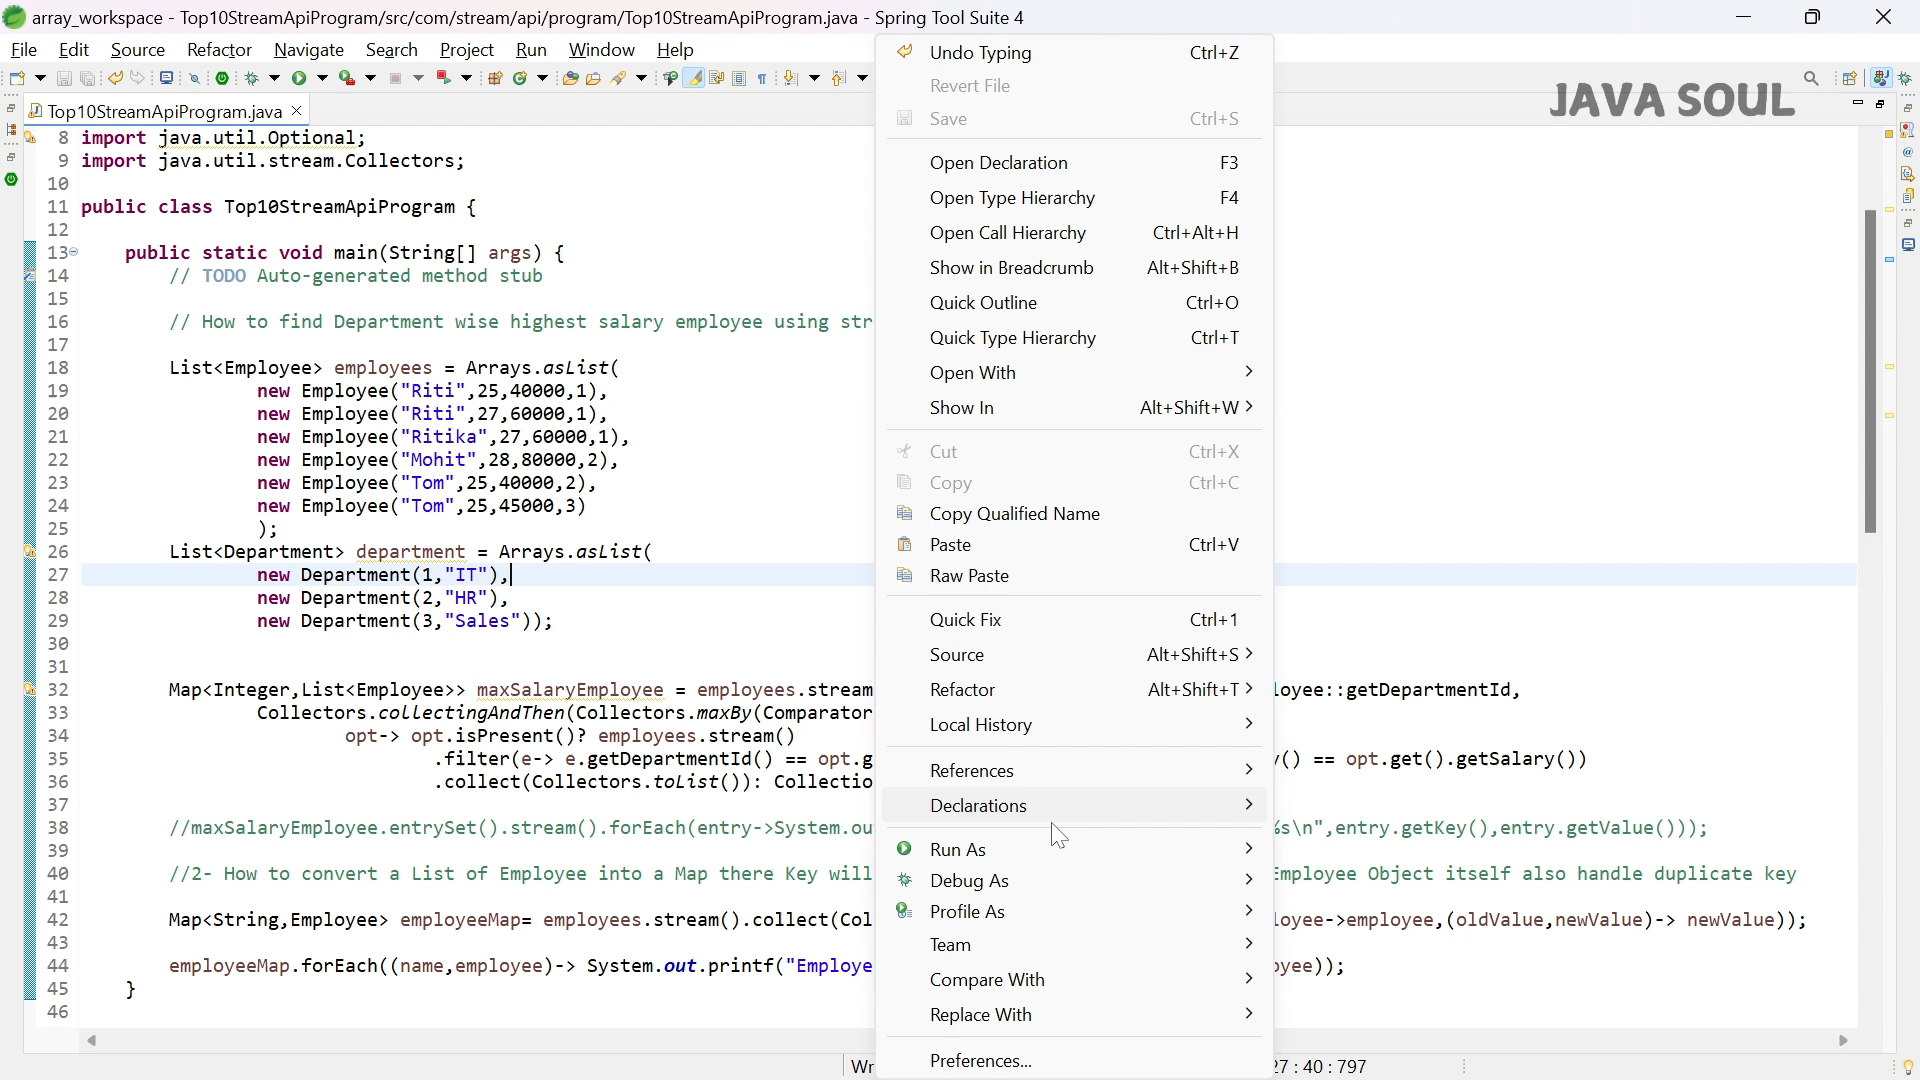 array_workspace - Top10StreamApiProgram/src/com/stream/api/program/Top10StreamApiProgram.java - Spring Tool Suite 4
File Edit Source Refactor Navigate Search Project Run Window Help
JAVA SOUL
Top10StreamApiProgram.java
8 import java.util.Optional;
9 import java.util.stream.Collectors;
10
11 public class Top10StreamApiProgram {
12
13 public static void main(String[] args) {
14 // TODO Auto-generated method stub
15
16 // How to find Department wise highest salary employee using str
17
18 List<Employee> employees = Arrays.asList(
19 new Employee("Riti",25,40000,1),
20 new Employee("Riti",27,60000,1),
21 new Employee("Ritika",27,60000,1),
22 new Employee("Mohit",28,80000,2),
23 new Employee("Tom",25,40000,2),
24 new Employee("Tom",25,45000,3)
25 );
26 List<Department> department = Arrays.asList(
27 new Department(1,"IT"),
28 new Department(2,"HR"),
29 new Department(3,"Sales"));
30
31
32 Map<Integer,List<Employee>> maxSalaryEmployee = employees.stream loyee::getDepartmentId,
33 Collectors.collectingAndThen(Collectors.maxBy(Comparator
34 opt-> opt.isPresent()? employees.stream()
35 .filter(e-> e.getDepartmentId() == opt.g () == opt.get().getSalary())
36 .collect(Collectors.toList()): Collectio
37
38 //maxSalaryEmployee.entrySet().stream().forEach(entry->System.ou %s\n",entry.getKey(),entry.getValue()));
39
40 //2- How to convert a List of Employee into a Map there Key will Employee Object itself also handle duplicate key
41
42 Map<String,Employee> employeeMap= employees.stream().collect(Col loyee->employee,(oldValue,newValue)-> newValue));
43
44 employeeMap.forEach((name,employee)-> System.out.printf("Employe yee));
45 }
46
Undo Typing Ctrl+Z
Revert File
Save Ctrl+S
Open Declaration F3
Open Type Hierarchy F4
Open Call Hierarchy Ctrl+Alt+H
Show in Breadcrumb Alt+Shift+B
Quick Outline Ctrl+O
Quick Type Hierarchy Ctrl+T
Open With
Show In Alt+Shift+W
Cut Ctrl+X
Copy Ctrl+C
Copy Qualified Name
Paste Ctrl+V
Raw Paste
Quick Fix Ctrl+1
Source Alt+Shift+S
Refactor Alt+Shift+T
Local History
References
Declarations
Run As
Debug As
Profile As
Team
Compare With
Replace With
Preferences...
Wr 27 : 40 : 797